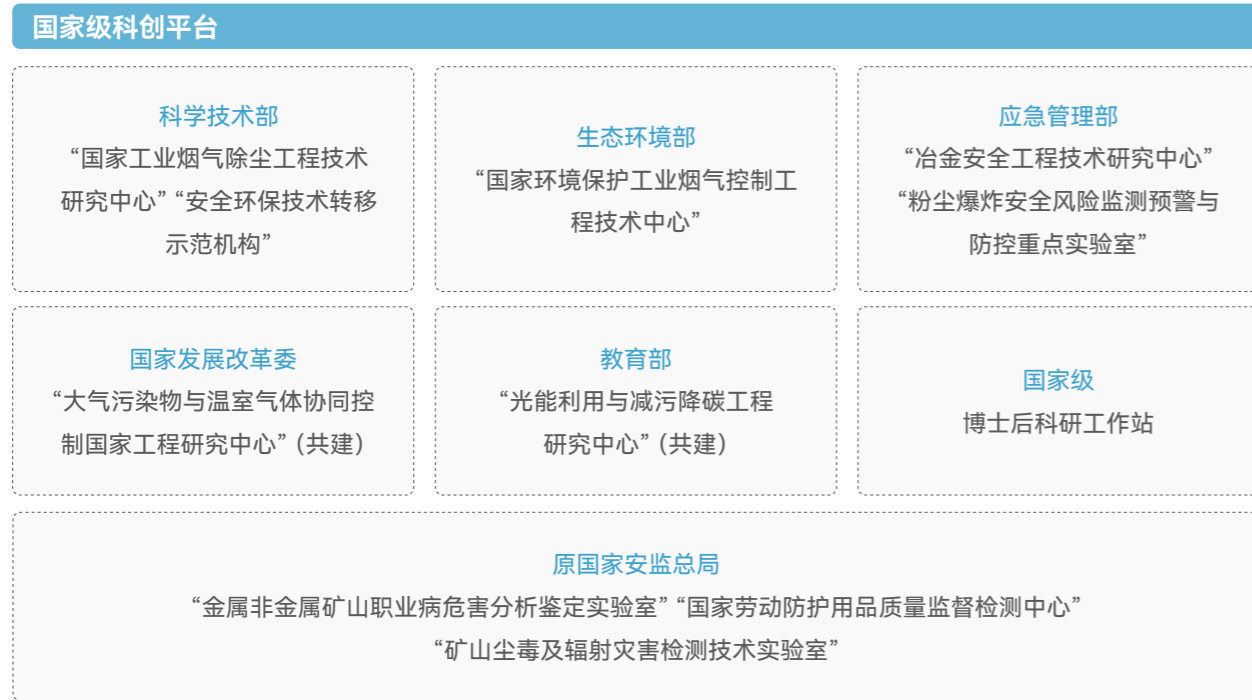 国家级科创平台
科学技术部
“国家工业烟气除尘工程技术
研究中心” “安全环保技术转移
示范机构”
生态环境部
“国家环境保护工业烟气控制工
程技术中心”
应急管理部
“冶金安全工程技术研究中心”
“粉尘爆炸安全风险监测预警与
防控重点实验室”
国家发展改革委
“大气污染物与温室气体协同控
制国家工程研究中心”（共建）
教育部
“光能利用与减污降碳工程
研究中心”（共建）
国家级
博士后科研工作站
原国家安监总局
“金属非金属矿山职业病危害分析鉴定实验室” “国家劳动防护用品质量监督检测中心”
“矿山尘毒及辐射灾害检测技术实验室”